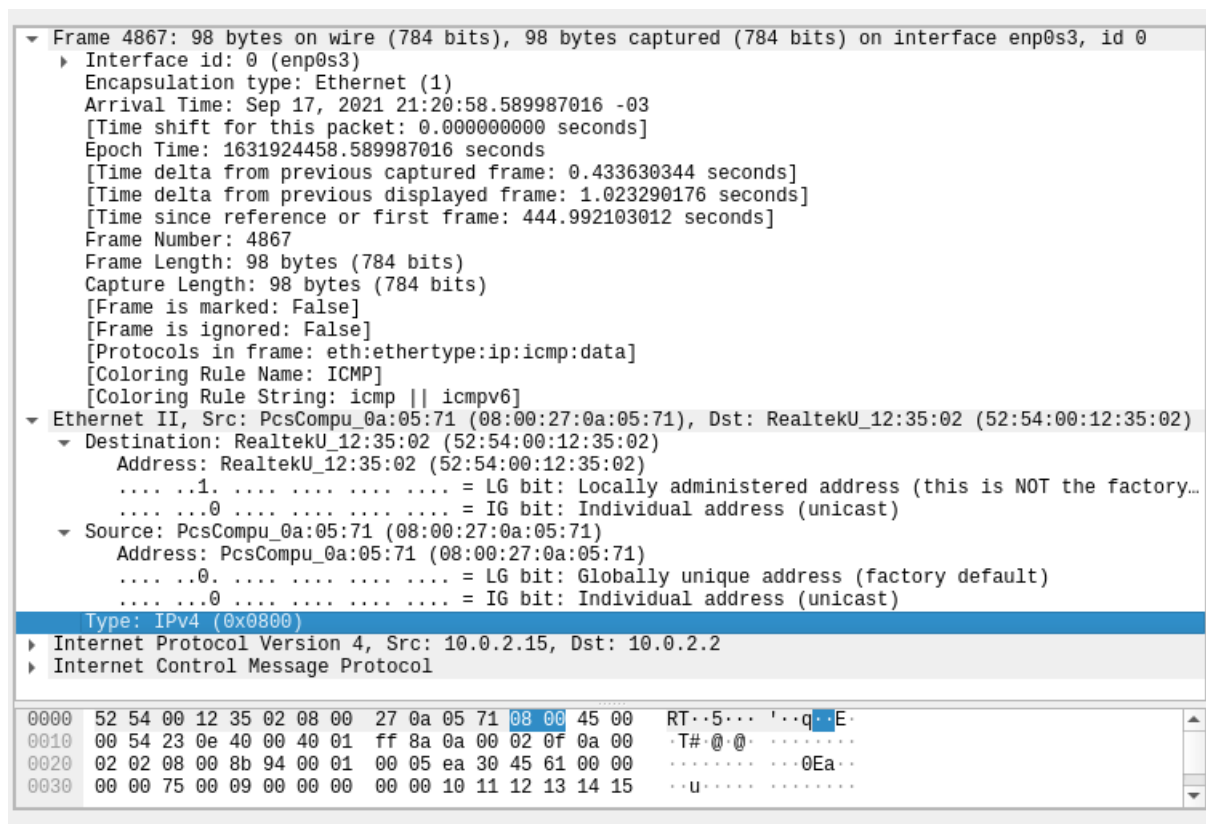 Frame 4867: 98 bytes on wire (784 bits), 98 bytes captured (784 bits) on interface enp0s3, id 0
Interface id: 0 (enp0s3)
Encapsulation type: Ethernet (1)
Arrival Time: Sep 17, 2021 21:20:58.589987016 -03
[Time shift for this packet: 0.000000000 seconds]
Epoch Time: 1631924458.589987016 seconds
[Time delta from previous captured frame: 0.433630344 seconds]
[Time delta from previous displayed frame: 1.023290176 seconds]
[Time since reference or first frame: 444.992103012 seconds]
Frame Number: 4867
Frame Length: 98 bytes (784 bits)
Capture Length: 98 bytes (784 bits)
[Frame is marked: False]
[Frame is ignored: False]
[Protocols in frame: eth:ethertype:ip:icmp:data]
[Coloring Rule Name: ICMP]
[Coloring Rule String: icmp || icmpv6]
Ethernet II, Src: PcsCompu_0a:05:71 (08:00:27:0a:05:71), Dst: RealtekU_12:35:02 (52:54:00:12:35:02)
Destination: RealtekU_12:35:02 (52:54:00:12:35:02)
Address: RealtekU_12:35:02 (52:54:00:12:35:02)
.... ..1. .... .... .... .... = LG bit: Locally administered address (this is NOT the factory…
.... ...0 .... .... .... .... = IG bit: Individual address (unicast)
Source: PcsCompu_0a:05:71 (08:00:27:0a:05:71)
Address: PcsCompu_0a:05:71 (08:00:27:0a:05:71)
.... ..0. .... .... .... .... = LG bit: Globally unique address (factory default)
.... ...0 .... .... .... .... = IG bit: Individual address (unicast)
Type: IPv4 (0x0800)
Internet Protocol Version 4, Src: 10.0.2.15, Dst: 10.0.2.2
Internet Control Message Protocol
0000 52 54 00 12 35 02 08 00 27 0a 05 71 08 00 45 00 RT··5··· '··q··E·
0010 00 54 23 0e 40 00 40 01 ff 8a 0a 00 02 0f 0a 00 ·T#·@·@· ········
0020 02 02 08 00 8b 94 00 01 00 05 ea 30 45 61 00 00 ········ ···0Ea··
0030 00 00 75 00 09 00 00 00 00 00 10 11 12 13 14 15 ··u····· ········